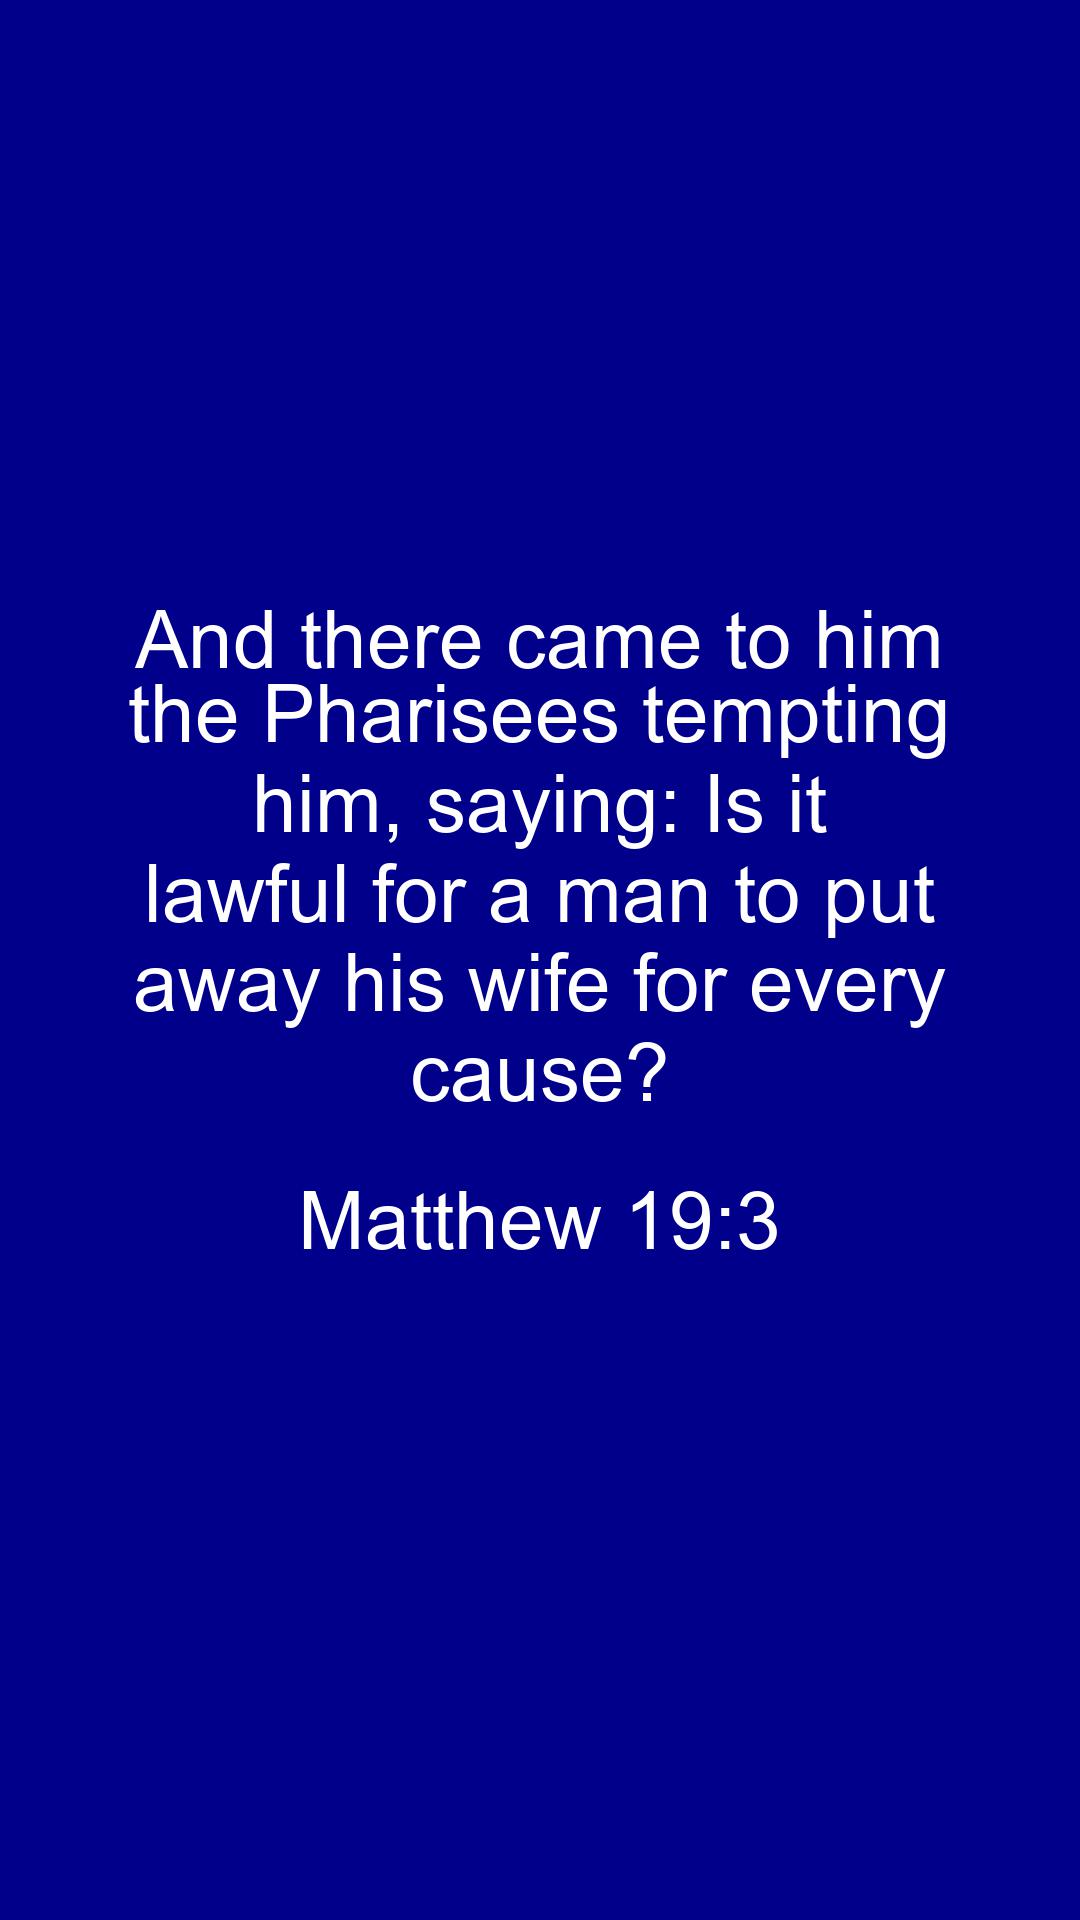 And there came to him
the Pharisees tempting
him, saying: Is it
lawful for a man to put
away his wife for every
cause?
Matthew 19:3